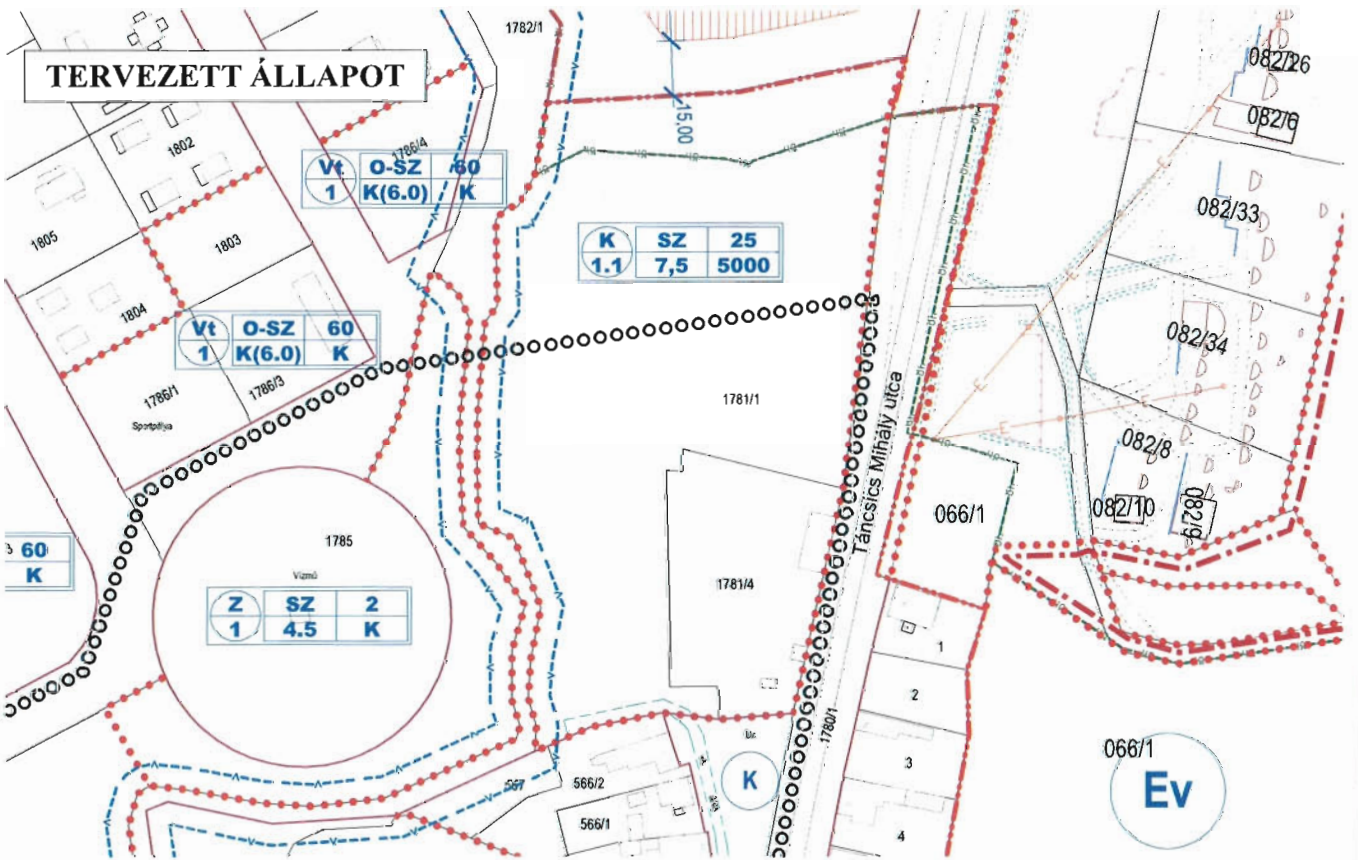 TERVEZETT ÁLLAPOT
1782/1
082/26
082/6
15,00
1802
1786/4
Vt O-SZ 60
1 K(6.0) K
082/33
1805
1803
K SZ 25
1.1 7,5 5000
1804
Vt O-SZ 60
1 K(6.0) K
082/34
1786/1
1786/3
Sportpálya
1781/1
Táncsics Mihály utca
082/8
082/10
082/9
066/1
1785
Vízmű
60
K
1781/4
Z SZ 2
1 4.5 K
1
2
1780/1
3
4
K
567
566/2
566/1
066/1
Ev
E
E
E
E